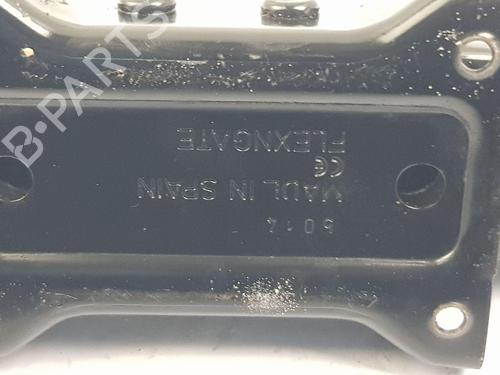 B-PARTS
FLEXNGATE
CE
MADE IN SPAIN